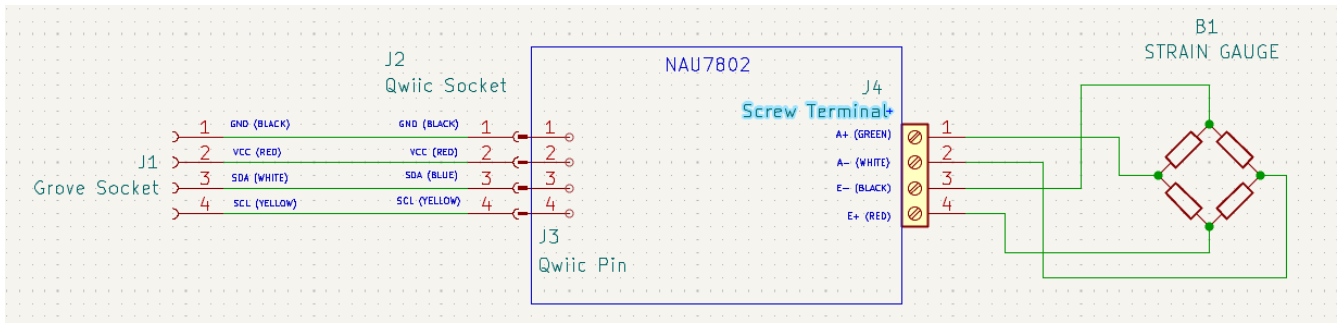 B1
STRAIN GAUGE
J2
Qwiic Socket
NAU7802
J4
Screw Terminal
1 GND (BLACK) GND (BLACK) 1 1 A+ (GREEN) 1
2 VCC (RED) VCC (RED) 2 2 A- (WHITE) 2
J1
Grove Socket
3 SDA (WHITE) SDA (BLUE) 3 3 E- (BLACK) 3
4 SCL (YELLOW) SCL (YELLOW) 4 4 E+ (RED) 4
J3
Qwiic Pin